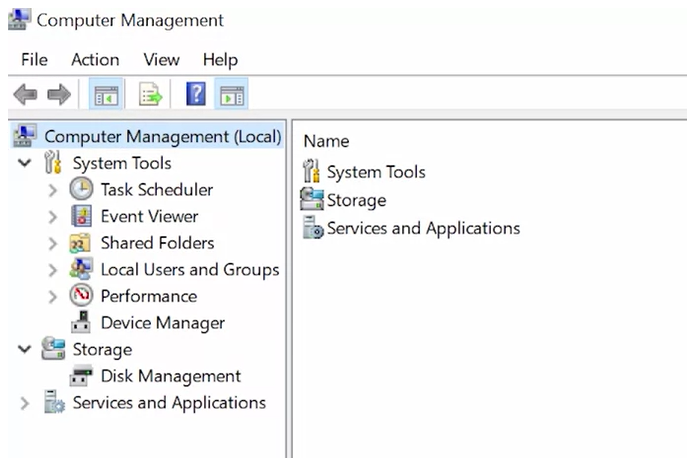 Computer Management
File Action View Help
Computer Management (Local)
System Tools
Task Scheduler
Event Viewer
Shared Folders
Local Users and Groups
Performance
Device Manager
Storage
Disk Management
Services and Applications
Name
System Tools
Storage
Services and Applications